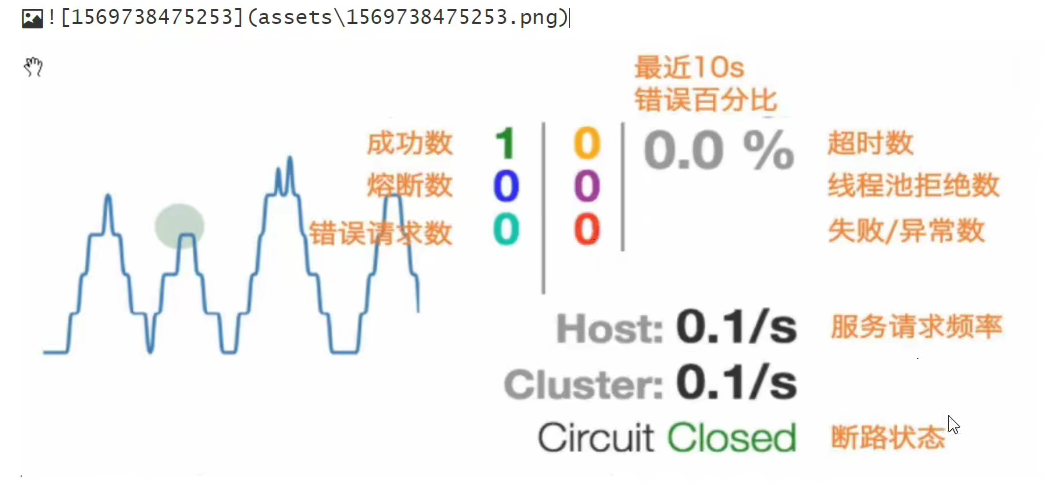 ![1569738475253](assets\1569738475253.png)
最近10s
错误百分比
成功数 1 0 0.0 % 超时数
熔断数 0 0 线程池拒绝数
错误请求数 0 0 失败/异常数
Host: 0.1/s 服务请求频率
Cluster: 0.1/s
Circuit Closed 断路状态